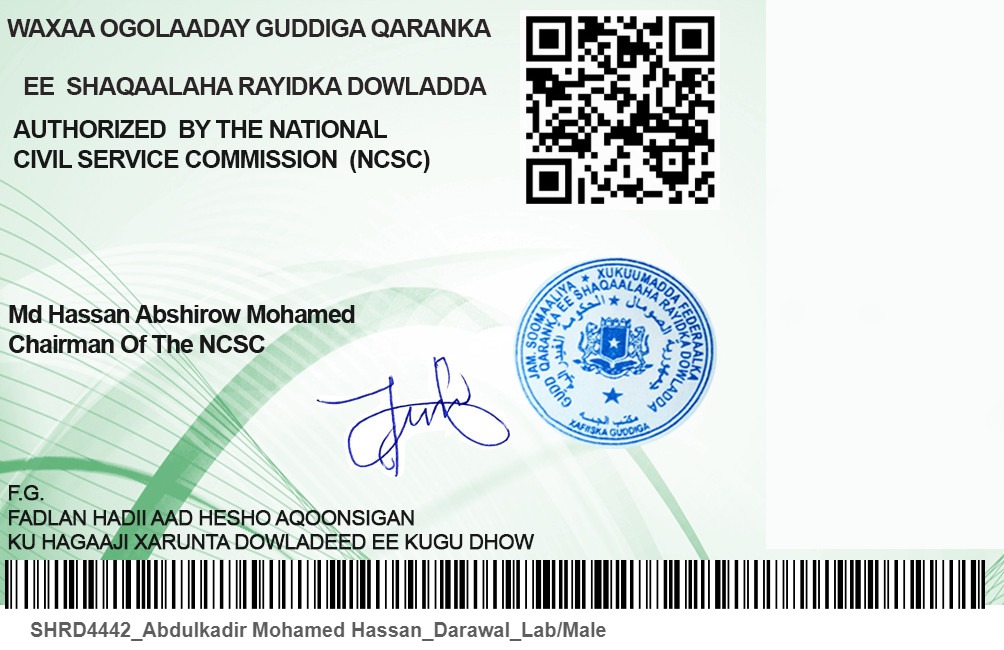 WAXAA OGOLAADAY GUDDIGA QARANKA
EE SHAQAALAHA RAYIDKA DOWLADDA
AUTHORIZED BY THE NATIONAL
CIVIL SERVICE COMMISSION (NCSC)
JAM. SOOMAALIYA ★ XUKUUMADDA FEDERAALKA
GUDD QARANKA EE SHAQAALAHA RAYIDKA DOWLADDA
XAFIISKA GUDDIGA
Md Hassan Abshirow Mohamed
Chairman Of The NCSC
F.G.
FADLAN HADII AAD HESHO AQOONSIGAN
KU HAGAAJI XARUNTA DOWLADEED EE KUGU DHOW
SHRD4442_Abdulkadir Mohamed Hassan_Darawal_Lab/Male